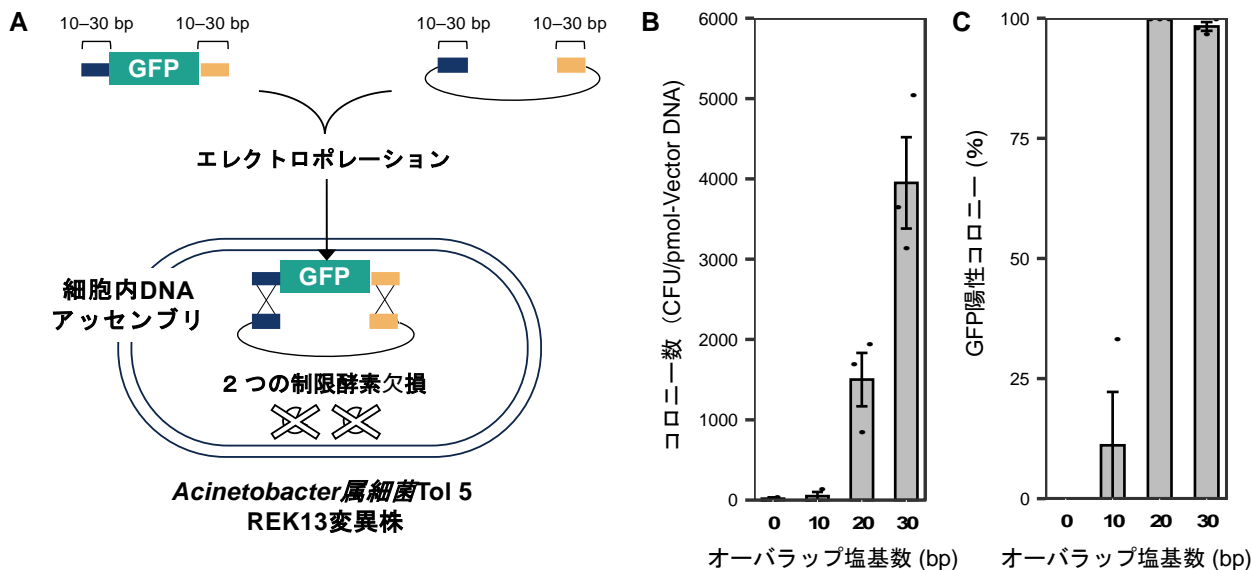 A
10–30 bp 10–30 bp
GFP
10–30 bp 10–30 bp
エレクトロポレーション
GFP
細胞内DNA
アッセンブリ
2 つの制限酵素欠損
Acinetobacter属細菌Tol 5
REK13変異株
B
コロニー数（CFU/pmol-Vector DNA)
6000
5000
4000
3000
2000
1000
0
0 10 20 30
オーバラップ塩基数 (bp)
C
GFP陽性コロニー (%)
100
75
50
25
0
0 10 20 30
オーバラップ塩基数 (bp)